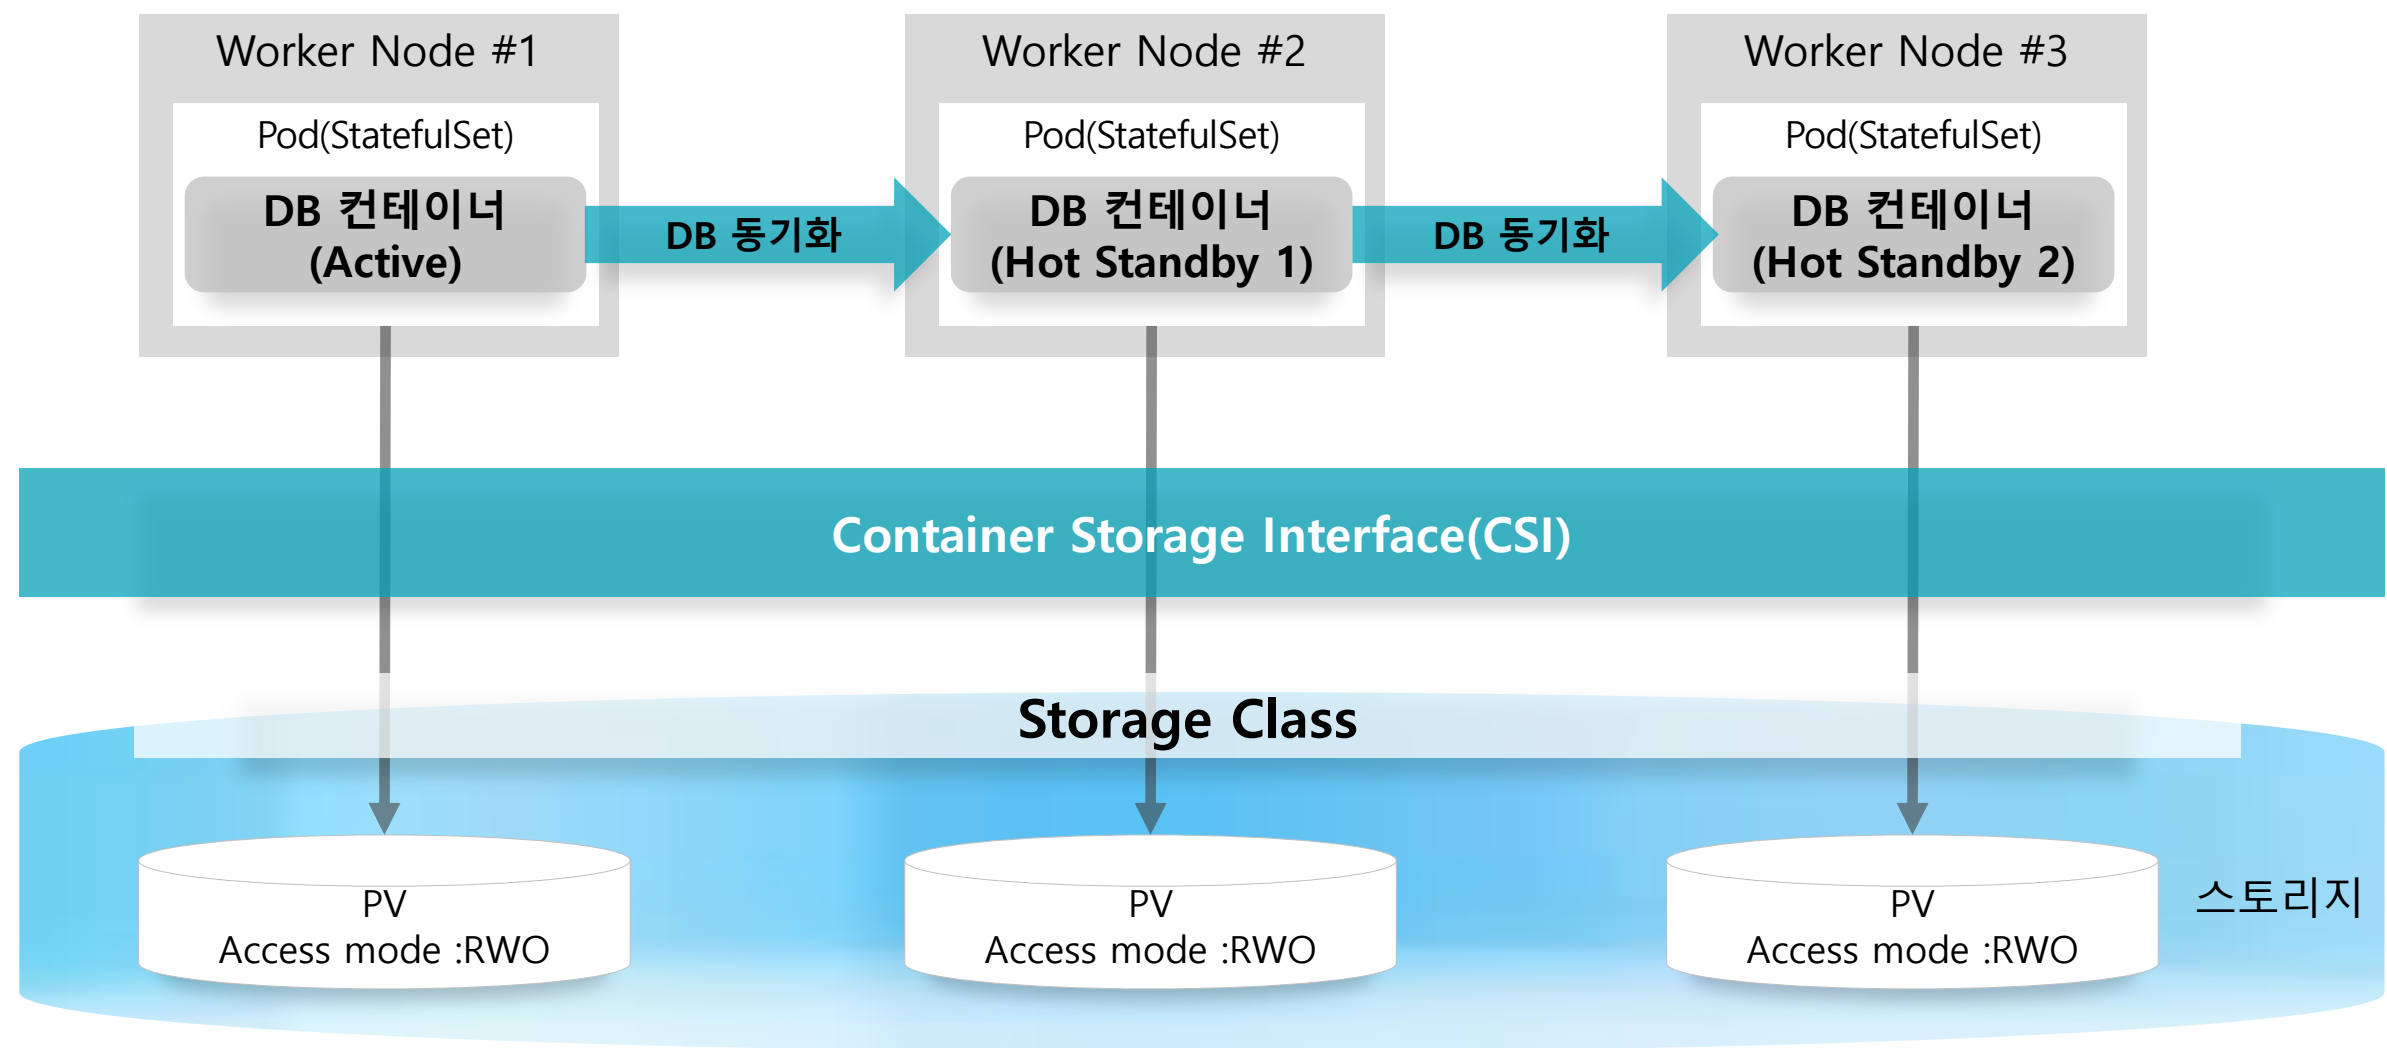 Worker Node #1
Worker Node #2
Worker Node #3
Pod(StatefulSet)
Pod(StatefulSet)
Pod(StatefulSet)
DB 컨테이너
(Active)
DB 동기화
DB 컨테이너
(Hot Standby 1)
DB 동기화
DB 컨테이너
(Hot Standby 2)
Container Storage Interface(CSI)
Storage Class
PV
Access mode :RWO
PV
Access mode :RWO
PV
Access mode :RWO
스토리지